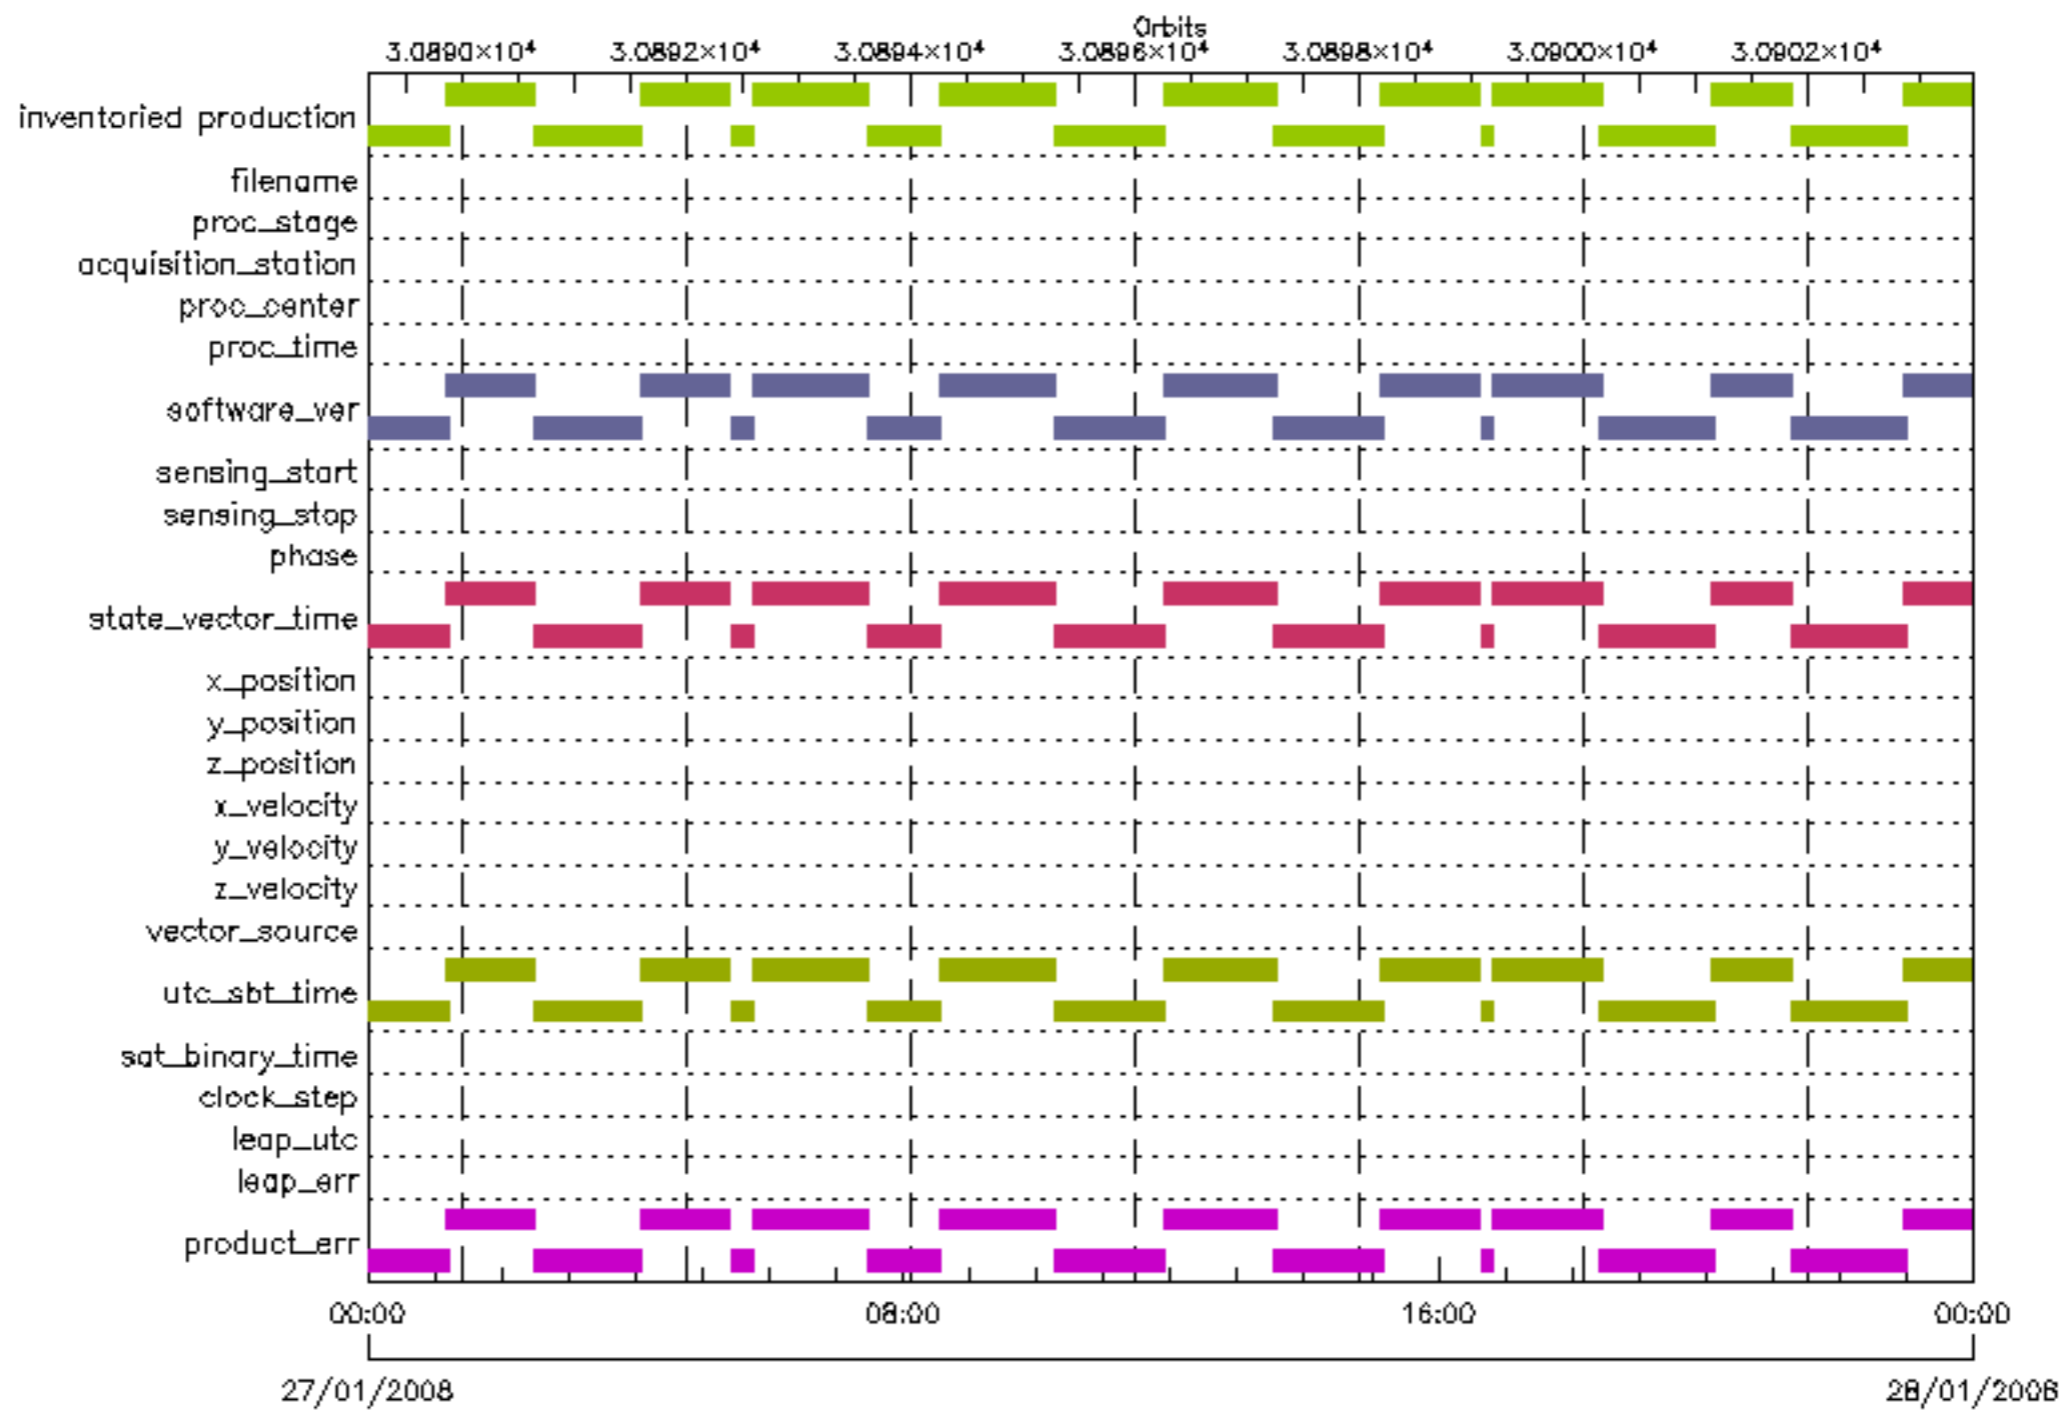 Orbits
3.0890×10⁴ 3.0892×10⁴ 3.0894×10⁴ 3.0896×10⁴ 3.0898×10⁴ 3.0900×10⁴ 3.0902×10⁴
inventoried production
filename
proc_stage
acquisition_station
proc_center
proc_time
software_ver
sensing_start
sensing_stop
phase
state_vector_time
x_position
y_position
z_position
x_velocity
y_velocity
z_velocity
vector_source
utc_sbt_time
sat_binary_time
clock_step
leap_utc
leap_err
product_err
00:00 08:00 16:00 00:00
27/01/2008 28/01/2008